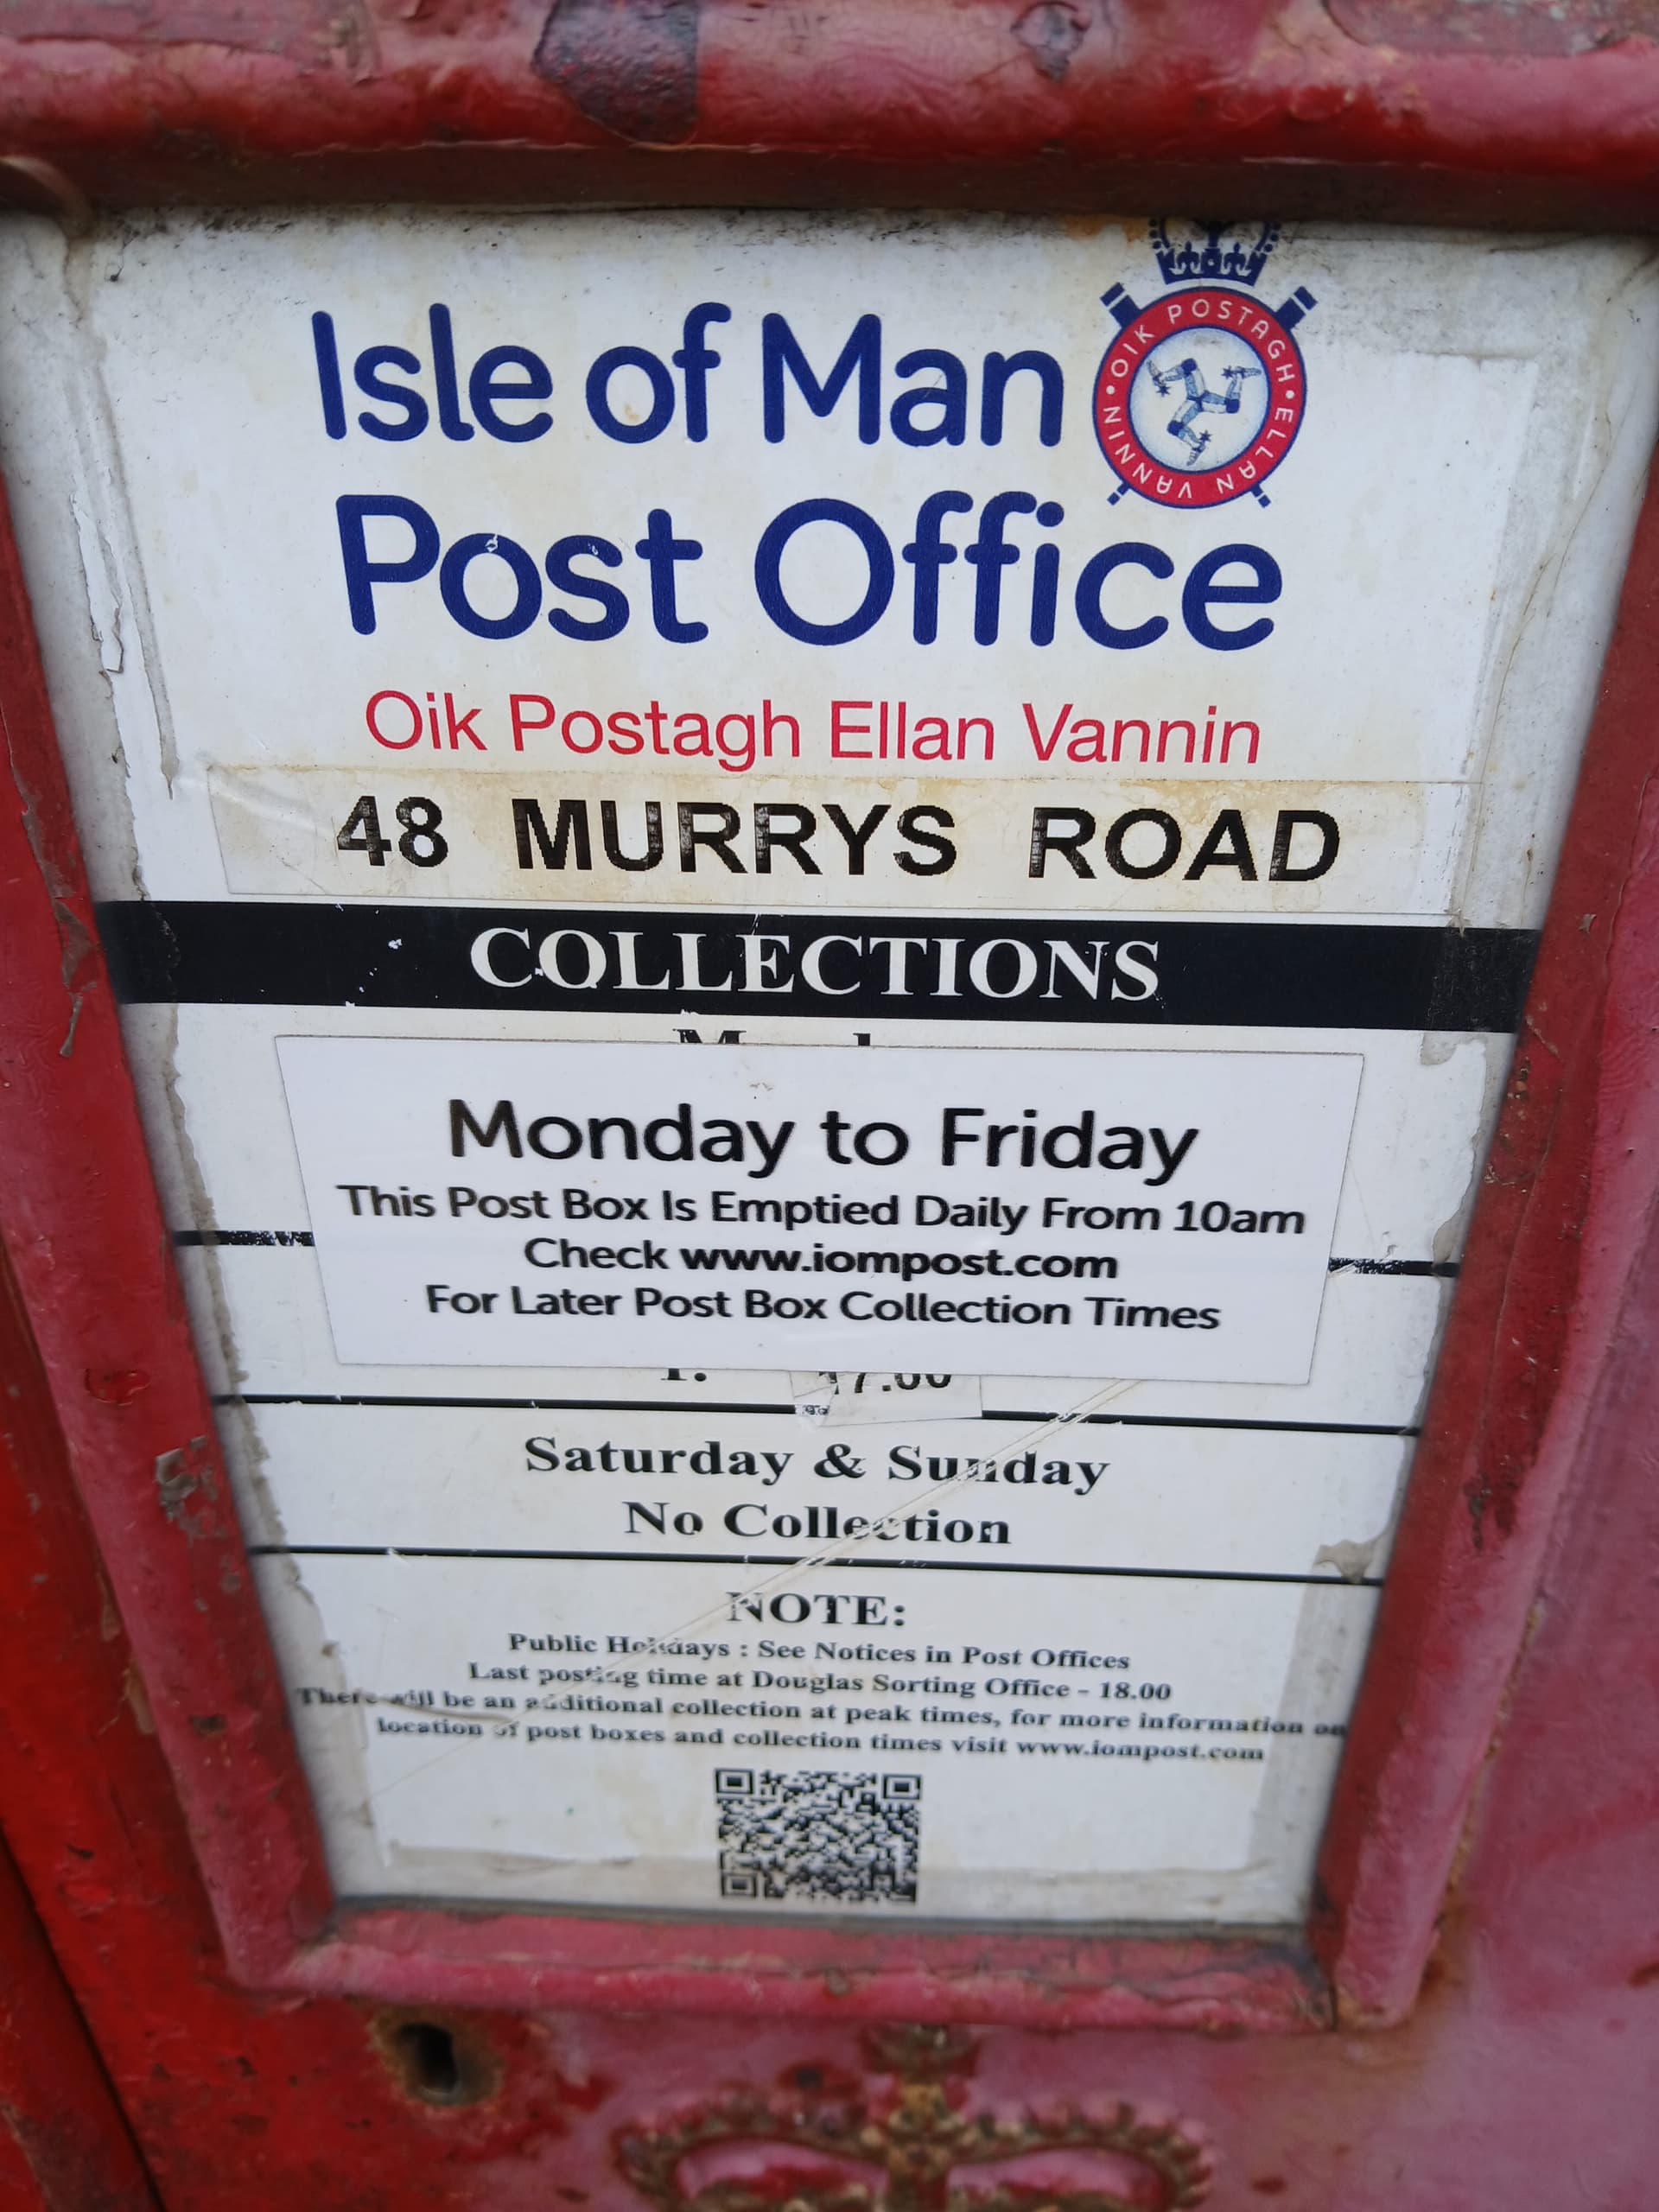 Isle of Man
OIK POSTAGH • ELLAN VANNIN •
Post Office
Oik Postagh Ellan Vannin
48 MURRYS ROAD
COLLECTIONS
Monday to Friday
This Post Box Is Emptied Daily From 10am
Check www.iompost.com
For Later Post Box Collection Times
17.00
Saturday & Sunday
No Collection
NOTE:
Public Holidays : See Notices in Post Offices
Last posting time at Douglas Sorting Office - 18.00
There will be an additional collection at peak times, for more information on
location of post boxes and collection times visit www.iompost.com